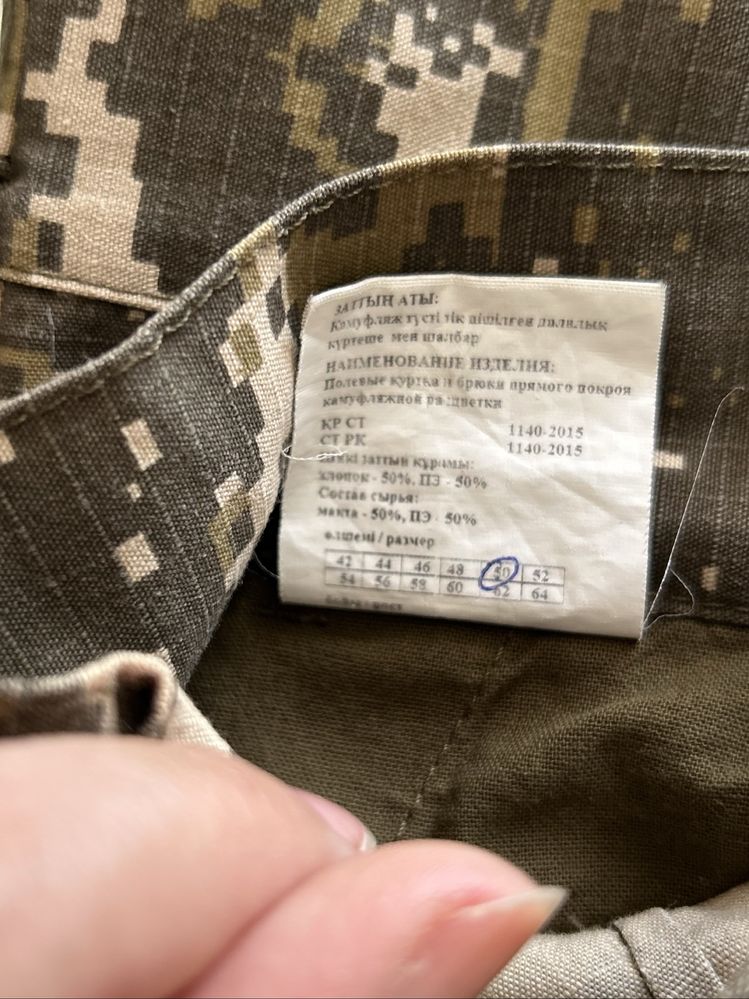 ЗАТТЫҢ АТЫ:
Камуфляж түсті тік пішілген далалық
күртеше мен шалбар
НАИМЕНОВАНИЕ ИЗДЕЛИЯ:
Полевые куртка и брюки прямого покроя
камуфляжной расцветки
ҚР СТ 1140-2015
СТ РК 1140-2015
заттың құрамы:
хлопок - 50%, ПЭ - 50%
Состав сырья:
мақта - 50%, ПЭ - 50%
өлшемі / размер
42 44 46 48 50 52
54 56 58 60 62 64